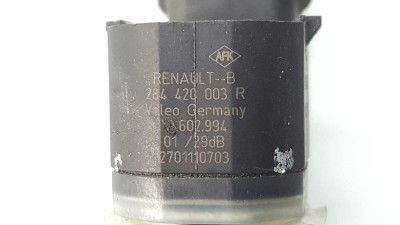 AFK
RENAULT--B
284 420 003 R
Valeo Germany
602.994
01 /29dB
2701110703